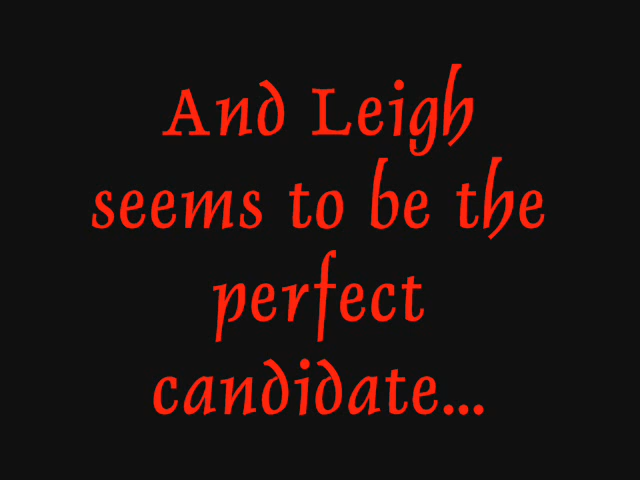 And Leigh
seems to be the
perfect
candidate...